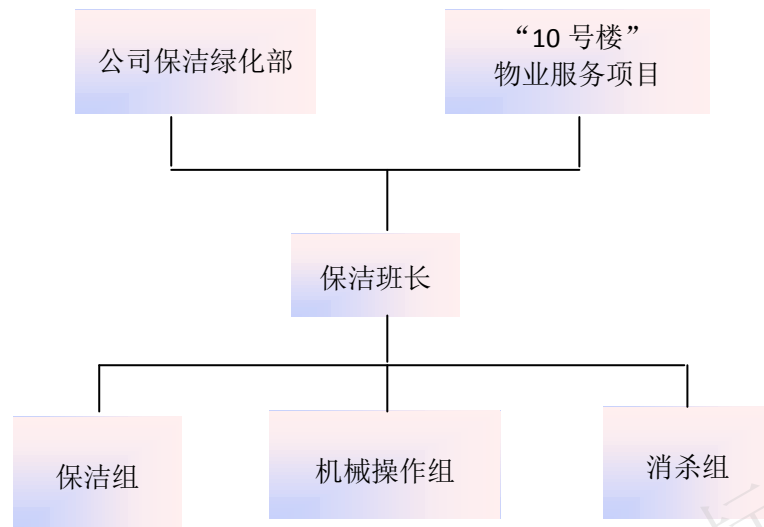 公司保洁绿化部
“10 号楼”
物业服务项目
保洁班长
保洁组
机械操作组
消杀组